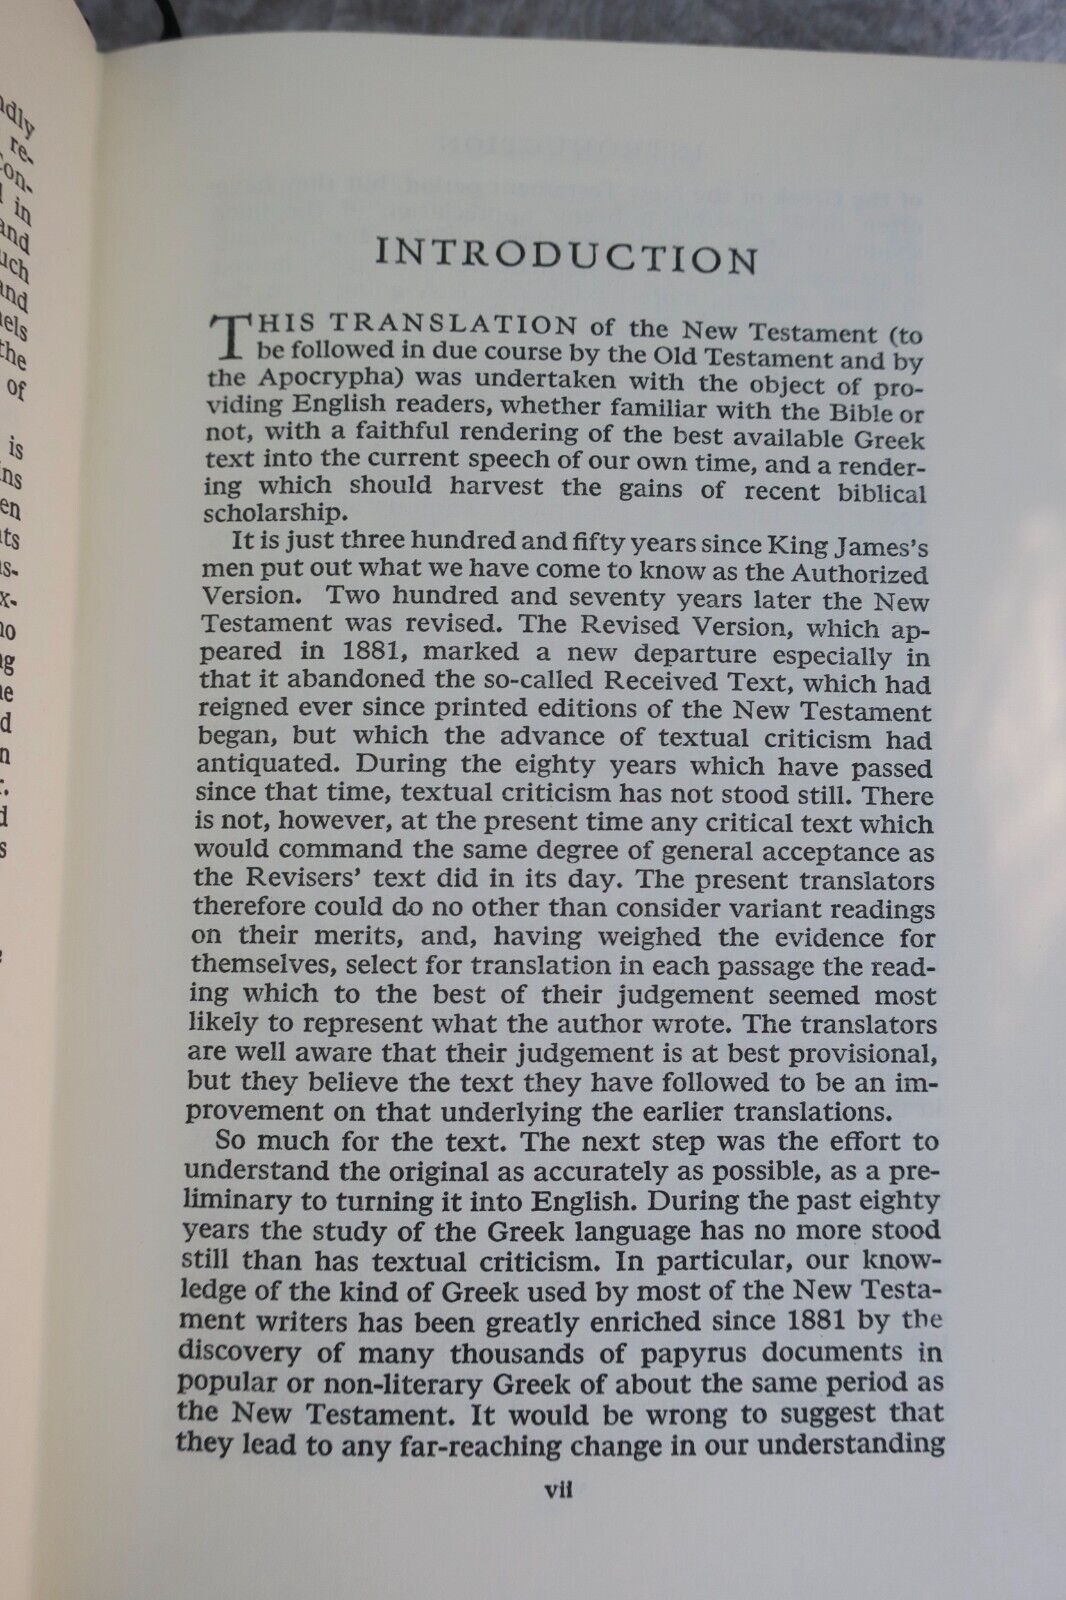 ndly
re-
Con-
in
and
uch
and
nels
the
of
is
ins
en
ts
s-
x-
no
ng
ne
d
n
r.
d
s
e
INTRODUCTION
THIS TRANSLATION of the New Testament (to
be followed in due course by the Old Testament and by
the Apocrypha) was undertaken with the object of pro-
viding English readers, whether familiar with the Bible or
not, with a faithful rendering of the best available Greek
text into the current speech of our own time, and a render-
ing which should harvest the gains of recent biblical
scholarship.
It is just three hundred and fifty years since King James's
men put out what we have come to know as the Authorized
Version. Two hundred and seventy years later the New
Testament was revised. The Revised Version, which ap-
peared in 1881, marked a new departure especially in
that it abandoned the so-called Received Text, which had
reigned ever since printed editions of the New Testament
began, but which the advance of textual criticism had
antiquated. During the eighty years which have passed
since that time, textual criticism has not stood still. There
is not, however, at the present time any critical text which
would command the same degree of general acceptance as
the Revisers' text did in its day. The present translators
therefore could do no other than consider variant readings
on their merits, and, having weighed the evidence for
themselves, select for translation in each passage the read-
ing which to the best of their judgement seemed most
likely to represent what the author wrote. The translators
are well aware that their judgement is at best provisional,
but they believe the text they have followed to be an im-
provement on that underlying the earlier translations.
So much for the text. The next step was the effort to
understand the original as accurately as possible, as a pre-
liminary to turning it into English. During the past eighty
years the study of the Greek language has no more stood
still than has textual criticism. In particular, our know-
ledge of the kind of Greek used by most of the New Testa-
ment writers has been greatly enriched since 1881 by the
discovery of many thousands of papyrus documents in
popular or non-literary Greek of about the same period as
the New Testament. It would be wrong to suggest that
they lead to any far-reaching change in our understanding
vii